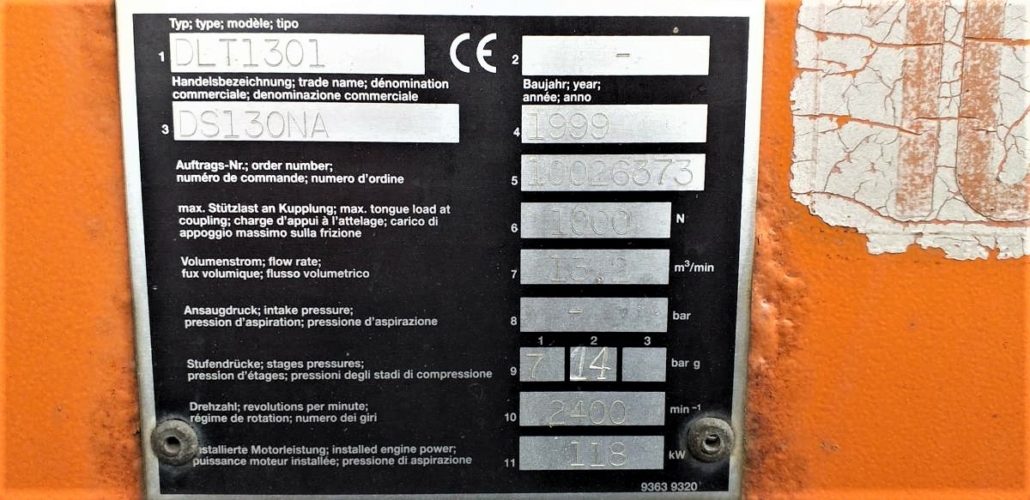 Typ; type; modèle; tipo
1 DLT1301
CE
2 -
Handelsbezeichnung; trade name; dénomination
commerciale; denominazione commerciale
3 DS130NA
Baujahr; year;
année; anno
4 1999
Auftrags-Nr.; order number;
numéro de commande; numero d'ordine
5 10026373
max. Stützlast an Kupplung; max. tongue load at
coupling; charge d'appui à l'attelage; carico di
appoggio massimo sulla frizione
6 1000 N
Volumenstrom; flow rate;
fux volumique; flusso volumetrico
7 m³/min
Ansaugdruck; intake pressure;
pression d'aspiration; pressione d'aspirazione
8 - bar
1 2 3
Stufendrücke; stages pressures;
pression d'étages; pressioni degli stadi di compressione
9 7 14 bar g
Drehzahl; revolutions per minute;
régime de rotation; numero dei giri
10 2400 min⁻¹
Motorleistung; installed engine power;
puissance moteur installée; pressione di aspirazione
11 118 kW
9363 9320